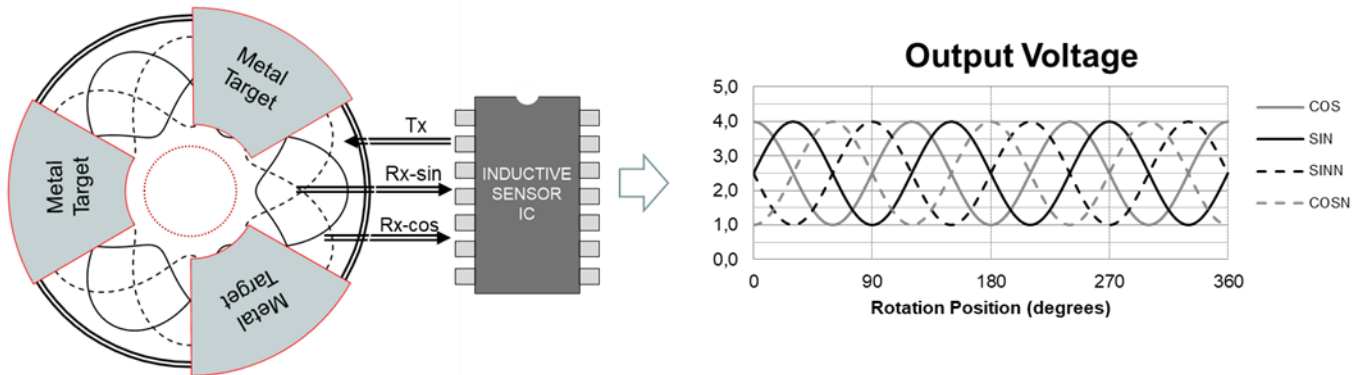 Metal
Target
Metal
Target
Metal
Target
Tx
Rx-sin
Rx-cos
INDUCTIVE
SENSOR
IC
Output Voltage
5,0
4,0
3,0
2,0
1,0
0,0
0
90
180
270
360
Rotation Position (degrees)
COS
SIN
SINN
COSN